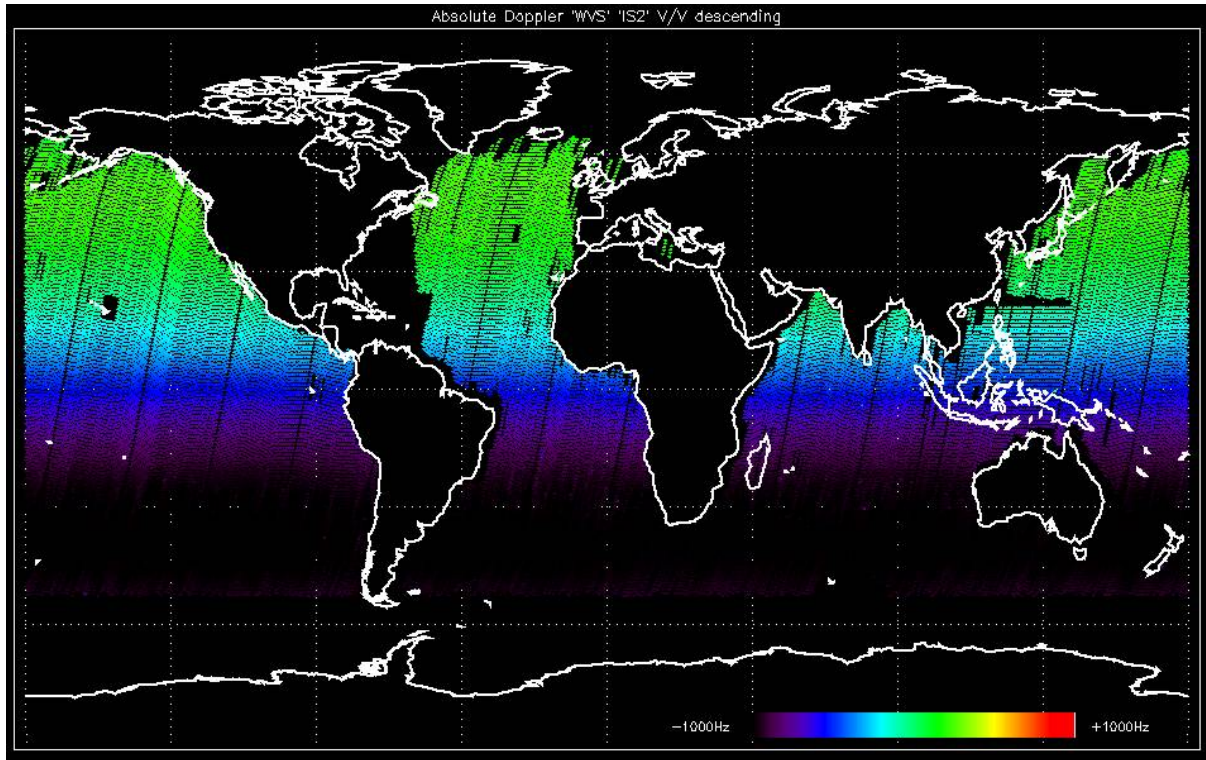 Absolute Doppler 'WVS' 'IS2' V/V descending
-1000Hz +1000Hz